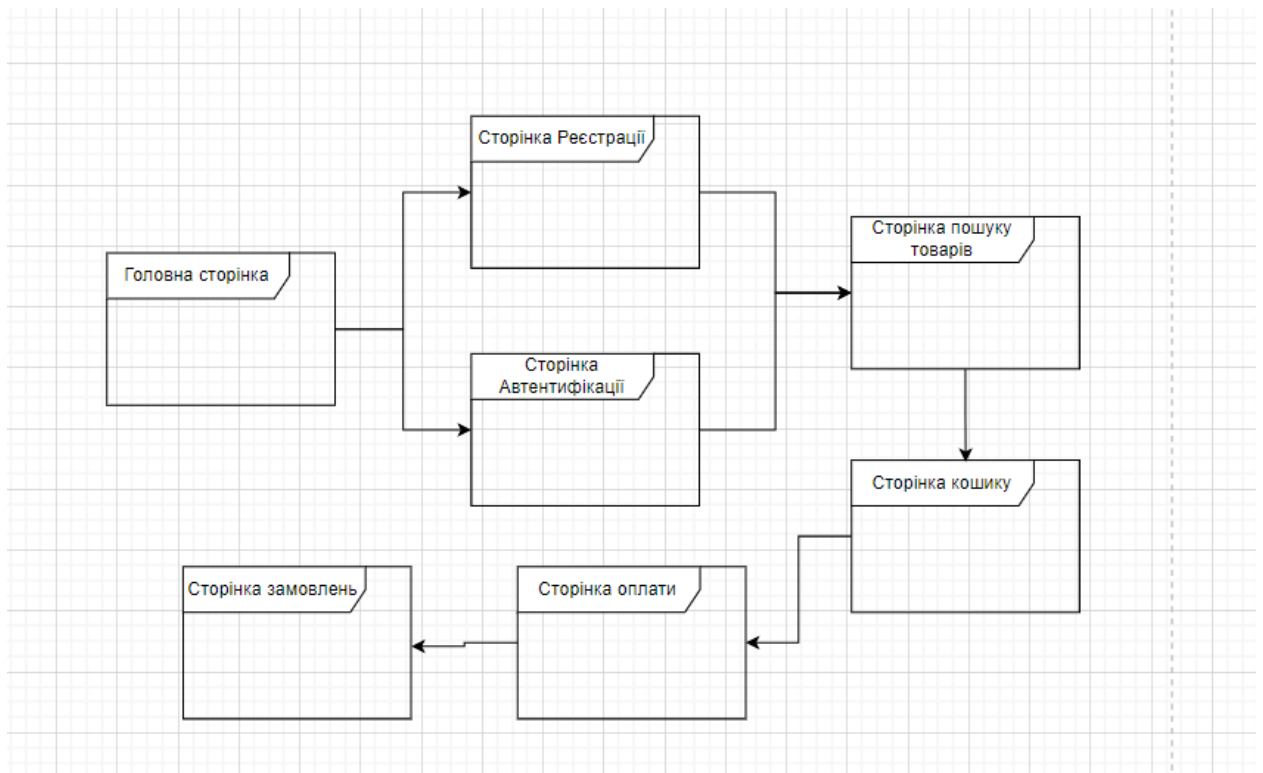 Сторінка Реєстрації
Сторінка пошуку
товарів
Головна сторінка
Сторінка
Автентифікації
Сторінка кошику
Сторінка замовлень
Сторінка оплати